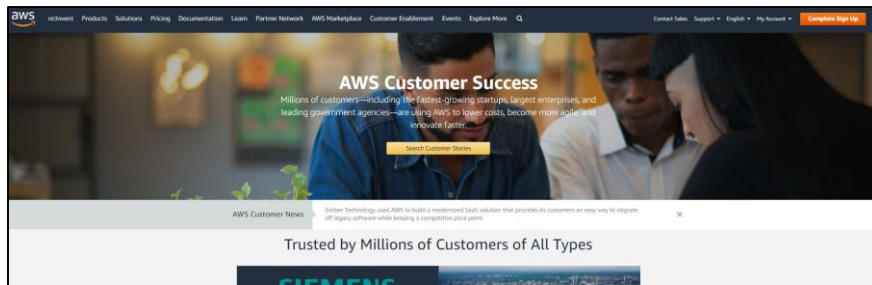 aws
re:Invent Products Solutions Pricing Documentation Learn Partner Network AWS Marketplace Customer Enablement Events Explore More
Contact Sales Support English My Account Complete Sign Up
AWS Customer Success
Millions of customers—including the fastest-growing startups, largest enterprises, and
leading government agencies—are using AWS to lower costs, become more agile, and
innovate faster.
Search Customer Stories
AWS Customer News
Gerber Technology used AWS to build a modernized SaaS solution that provides its customers an easy way to migrate
off legacy software while keeping a competitive price point.
Trusted by Millions of Customers of All Types
SIEMENS